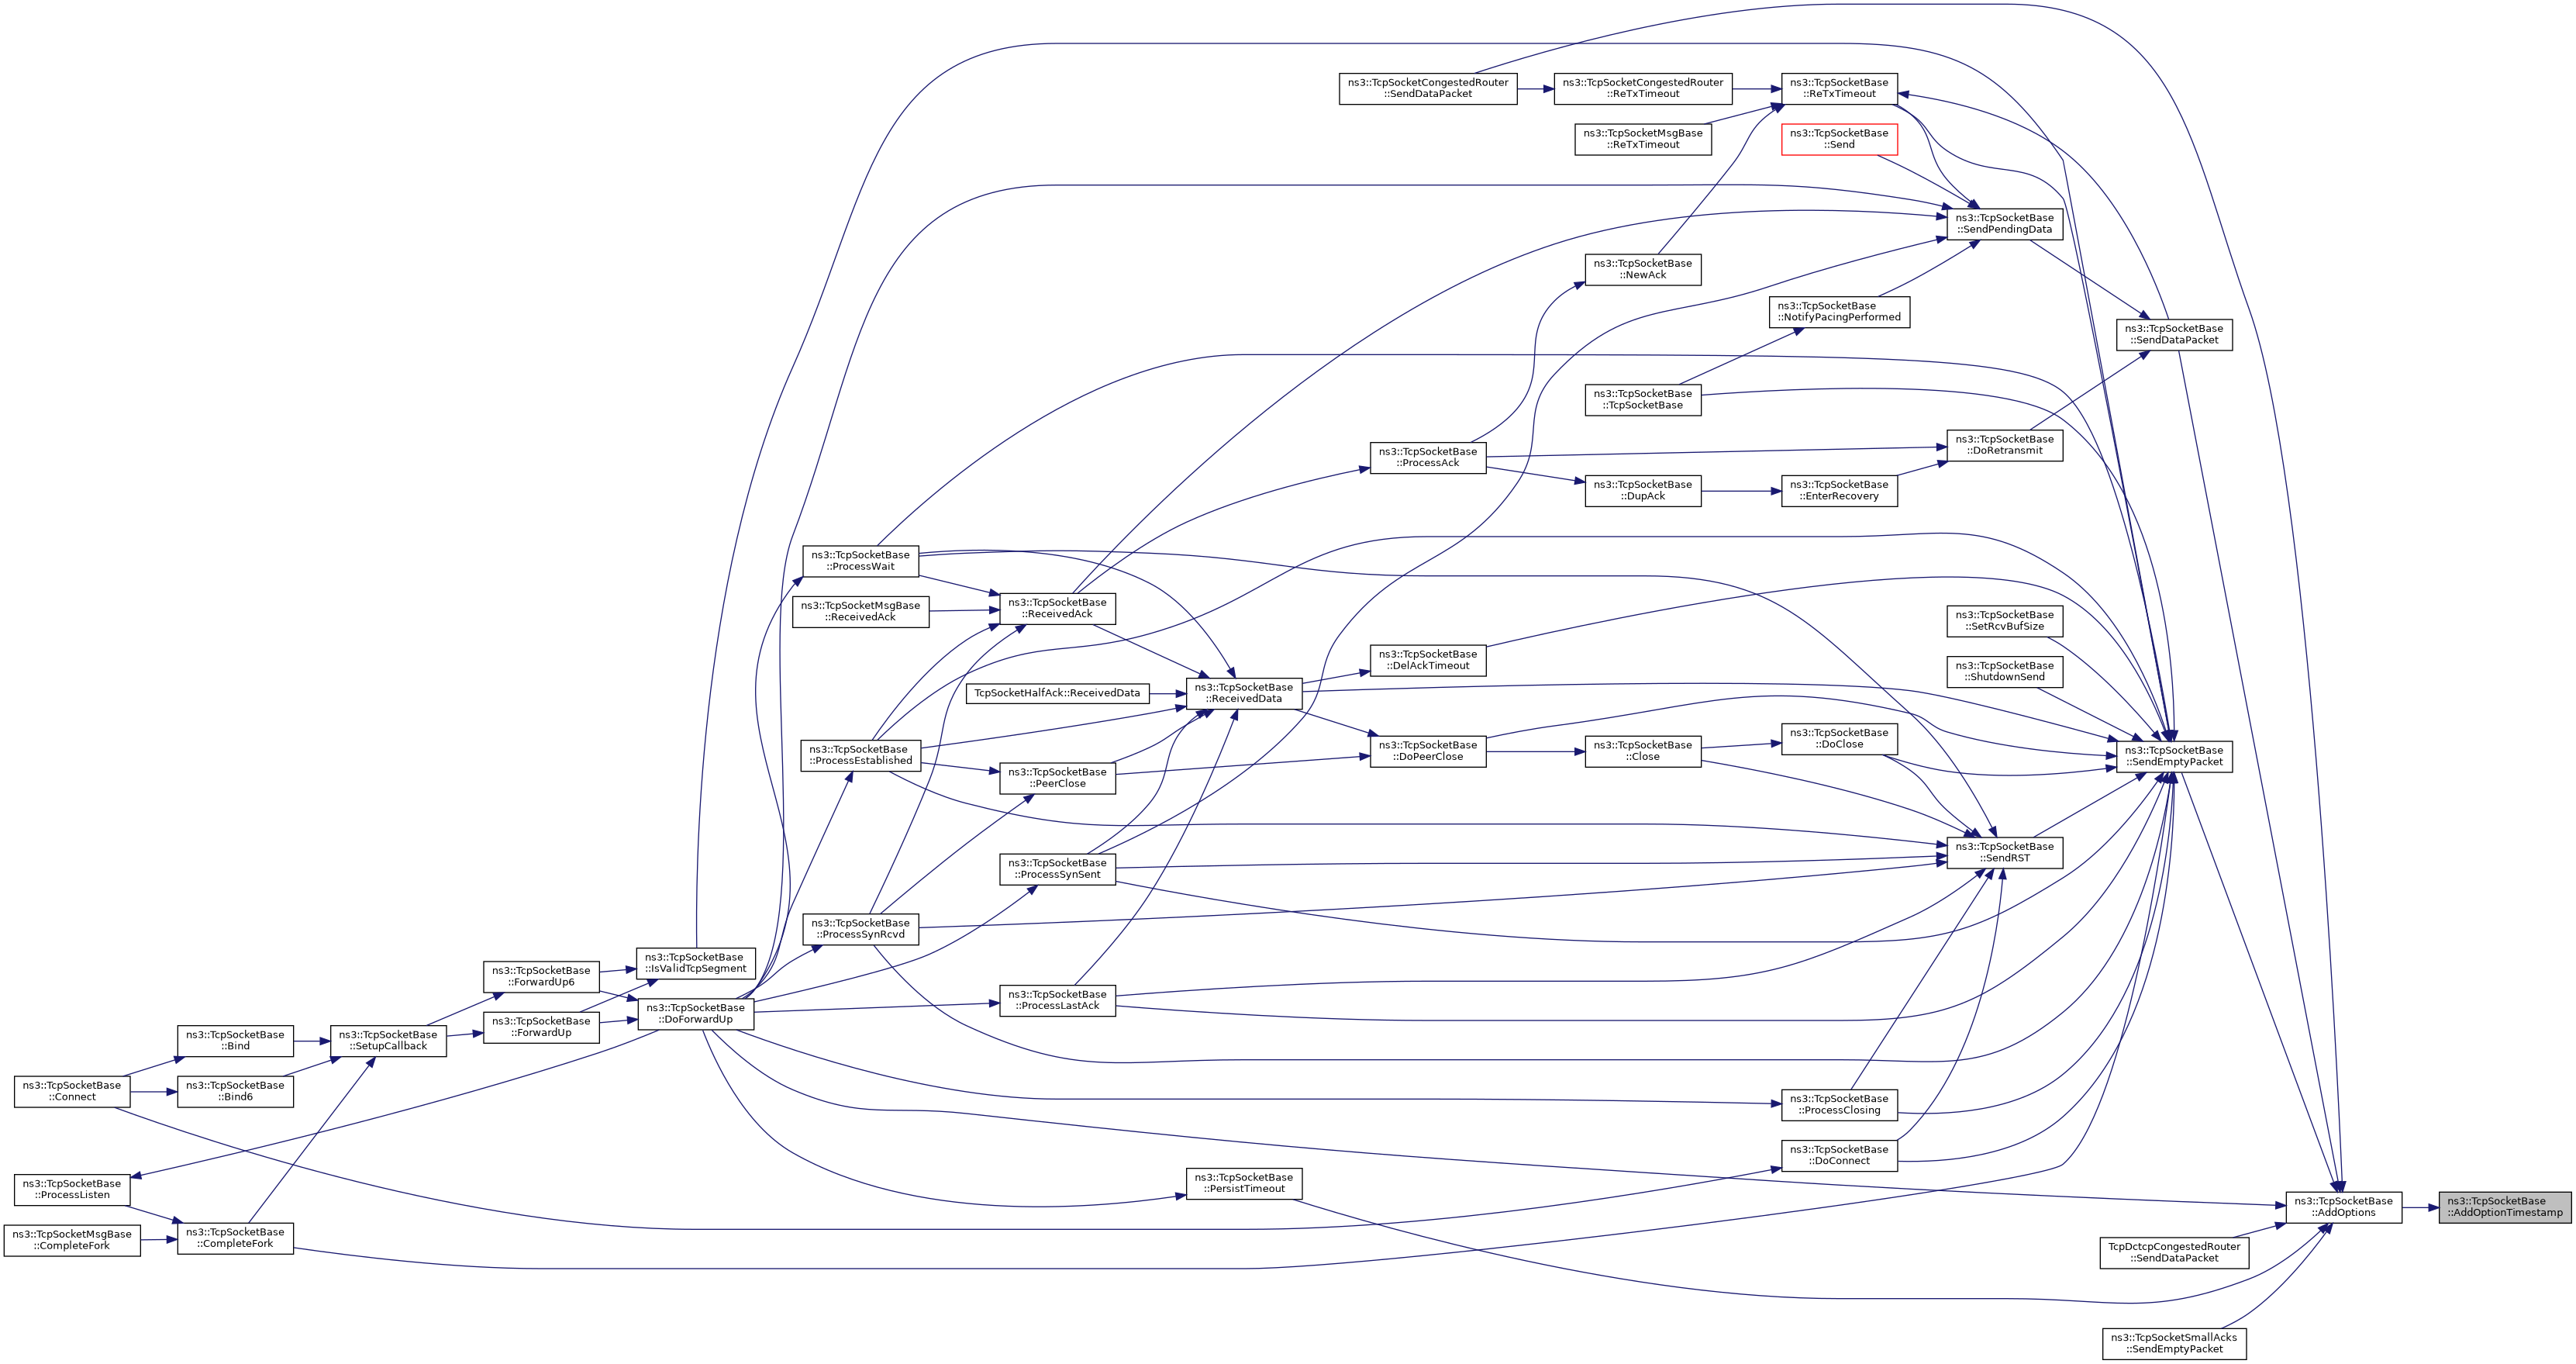 ns3::TcpSocketCongestedRouter
::SendDataPacket
ns3::TcpSocketCongestedRouter
::ReTxTimeout
ns3::TcpSocketBase
::ReTxTimeout
ns3::TcpSocketMsgBase
::ReTxTimeout
ns3::TcpSocketBase
::Send
ns3::TcpSocketBase
::SendPendingData
ns3::TcpSocketBase
::NewAck
ns3::TcpSocketBase
::NotifyPacingPerformed
ns3::TcpSocketBase
::SendDataPacket
ns3::TcpSocketBase
::TcpSocketBase
ns3::TcpSocketBase
::ProcessAck
ns3::TcpSocketBase
::DoRetransmit
ns3::TcpSocketBase
::DupAck
ns3::TcpSocketBase
::EnterRecovery
ns3::TcpSocketBase
::ProcessWait
ns3::TcpSocketMsgBase
::ReceivedAck
ns3::TcpSocketBase
::ReceivedAck
ns3::TcpSocketBase
::SetRcvBufSize
ns3::TcpSocketBase
::DelAckTimeout
ns3::TcpSocketBase
::ShutdownSend
TcpSocketHalfAck::ReceivedData
ns3::TcpSocketBase
::ReceivedData
ns3::TcpSocketBase
::ProcessEstablished
ns3::TcpSocketBase
::PeerClose
ns3::TcpSocketBase
::DoPeerClose
ns3::TcpSocketBase
::Close
ns3::TcpSocketBase
::DoClose
ns3::TcpSocketBase
::SendEmptyPacket
ns3::TcpSocketBase
::ProcessSynSent
ns3::TcpSocketBase
::SendRST
ns3::TcpSocketBase
::ProcessSynRcvd
ns3::TcpSocketBase
::IsValidTcpSegment
ns3::TcpSocketBase
::ForwardUp6
ns3::TcpSocketBase
::DoForwardUp
ns3::TcpSocketBase
::ProcessLastAck
ns3::TcpSocketBase
::ForwardUp
ns3::TcpSocketBase
::Bind
ns3::TcpSocketBase
::SetupCallback
ns3::TcpSocketBase
::Connect
ns3::TcpSocketBase
::Bind6
ns3::TcpSocketBase
::ProcessClosing
ns3::TcpSocketBase
::DoConnect
ns3::TcpSocketBase
::ProcessListen
ns3::TcpSocketBase
::PersistTimeout
ns3::TcpSocketBase
::AddOptions
ns3::TcpSocketBase
::AddOptionTimestamp
ns3::TcpSocketMsgBase
::CompleteFork
ns3::TcpSocketBase
::CompleteFork
TcpDctcpCongestedRouter
::SendDataPacket
ns3::TcpSocketSmallAcks
::SendEmptyPacket